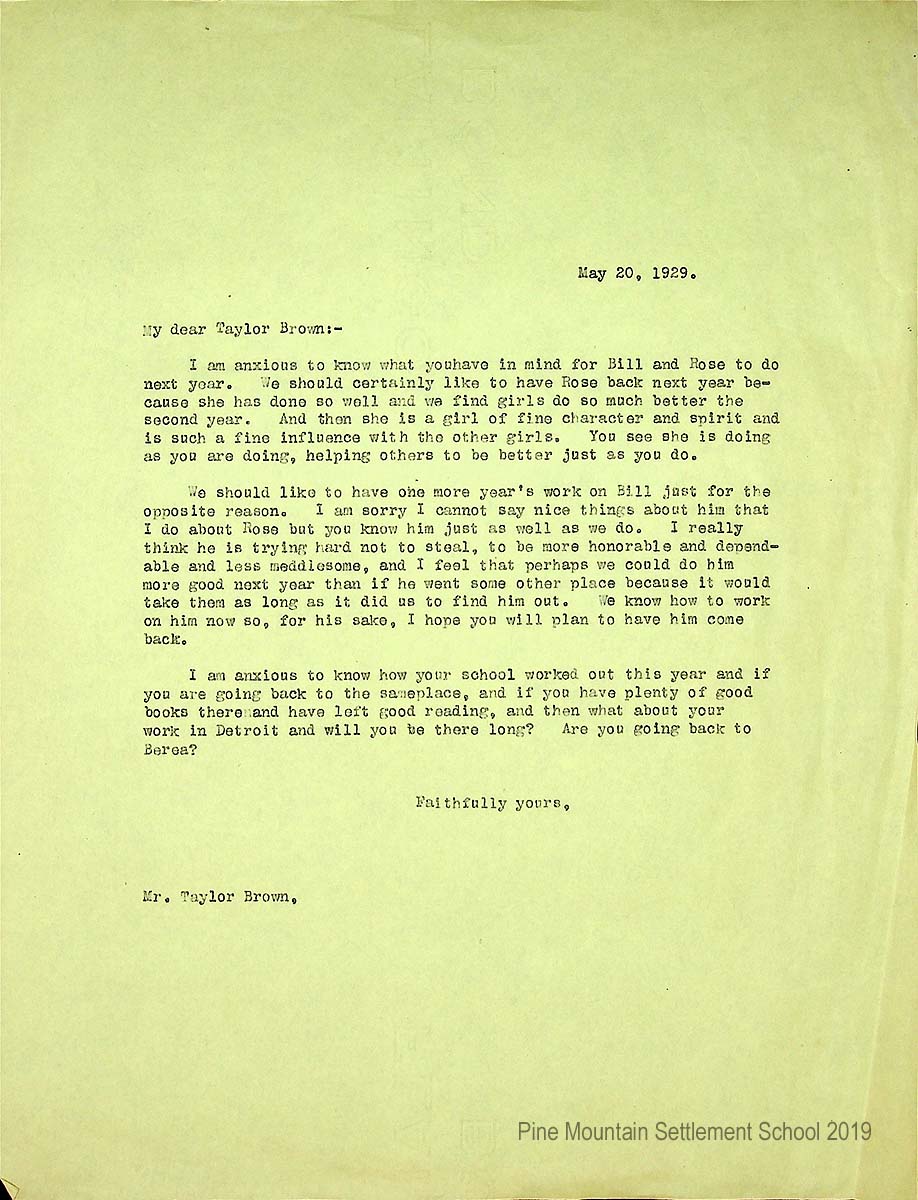 May 20, 1929.
My dear Taylor Brown:-
I am anxious to know what youhave in mind for Bill and Rose to do
next year. We should certainly like to have Rose back next year be-
cause she has done so well and we find girls do so much better the
second year. And then she is a girl of fine character and spirit and
is such a fine influence with the other girls. You see she is doing
as you are doing, helping others to be better just as you do.
We should like to have one more year's work on Bill just for the
opposite reason. I am sorry I cannot say nice things about him that
I do about Rose but you know him just as well as we do. I really
think he is trying hard not to steal, to be more honorable and depend-
able and less meddlesome, and I feel that perhaps we could do him
more good next year than if he went some other place because it would
take them as long as it did us to find him out. We know how to work
on him now so, for his sake, I hope you will plan to have him come
back.
I am anxious to know how your school worked out this year and if
you are going back to the sameplace, and if you have plenty of good
books there and have left good reading, and then what about your
work in Detroit and will you be there long? Are you going back to
Berea?
Faithfully yours,
Mr. Taylor Brown,
Pine Mountain Settlement School 2019